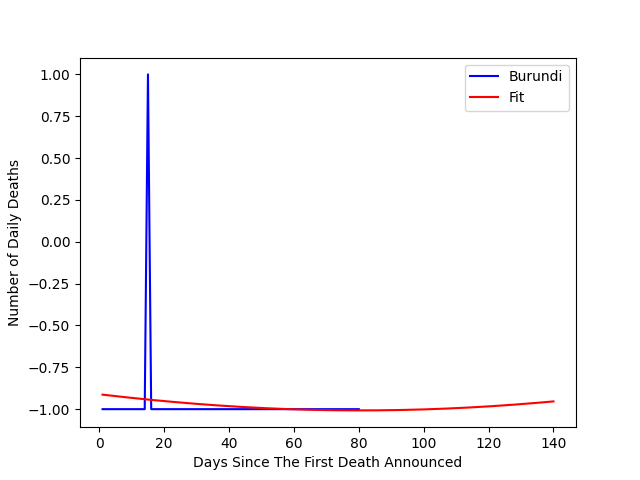 1.00
0.75
0.50
0.25
0.00
−0.25
−0.50
−0.75
−1.00
Number of Daily Deaths
Burundi
Fit
0 20 40 60 80 100 120 140
Days Since The First Death Announced